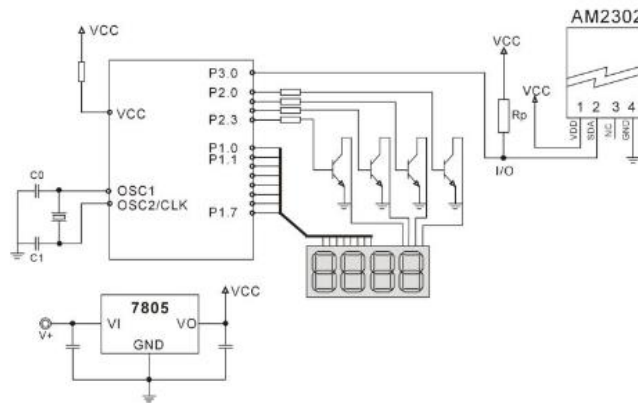 AM2302
VCC
VCC
P3.0
VCC
P2.0
VCC
Rp
1 2 3 4
P2.3
VDD
SDA
NC
GND
P1.0
P1.1
I/O
C0
OSC1
OSC2/CLK
P1.7
C1
VCC
7805
VI VO
V+
GND